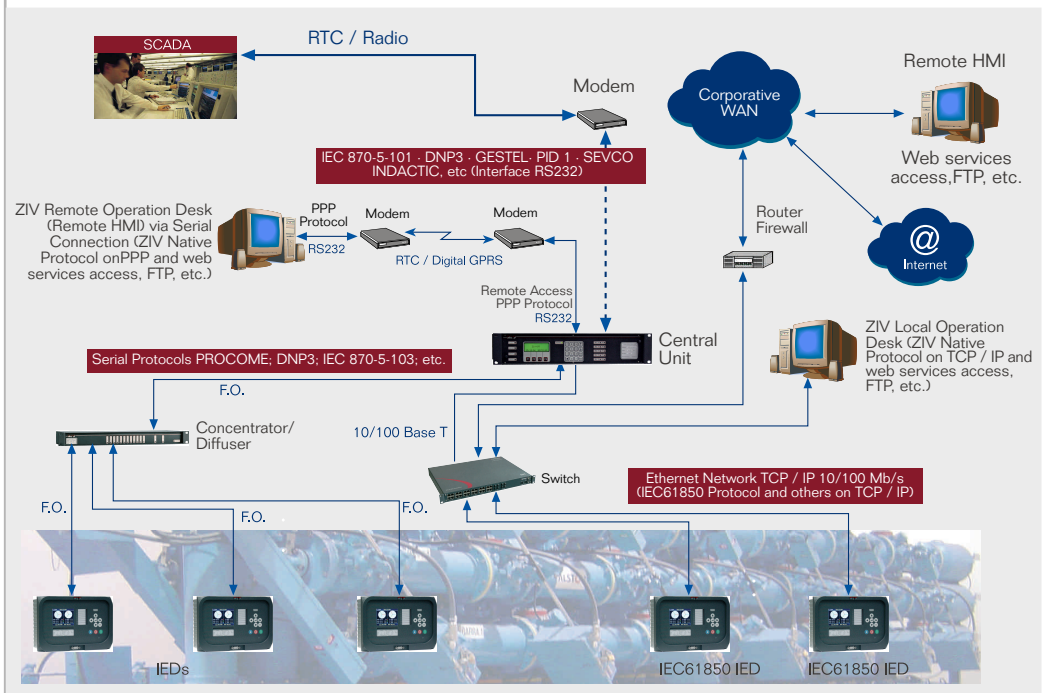 SCADA
RTC / Radio
Modem
Corporative
WAN
Remote HMI
Web services
access,FTP, etc.
IEC 870-5-101 · DNP3 · GESTEL· PID 1 · SEVCO
INDACTIC, etc (Interface RS232)
ZIV Remote Operation Desk
(Remote HMI) via Serial
Connection (ZIV Native
Protocol onPPP and web
services access, FTP, etc.)
PPP
Protocol
RS232
Modem
Modem
RTC / Digital GPRS
Router
Firewall
@
Internet
Remote Access
PPP Protocol
RS232
Central
Unit
ZIV Local Operation
Desk (ZIV Native
Protocol on TCP / IP and
web services access,
FTP, etc.)
Serial Protocols PROCOME; DNP3; IEC 870-5-103; etc.
F.O.
Concentrator/
Diffuser
10/100 Base T
Switch
Ethernet Network TCP / IP 10/100 Mb/s
(IEC61850 Protocol and others on TCP / IP)
F.O.
F.O.
F.O.
IEDs
IEC61850 IED
IEC61850 IED